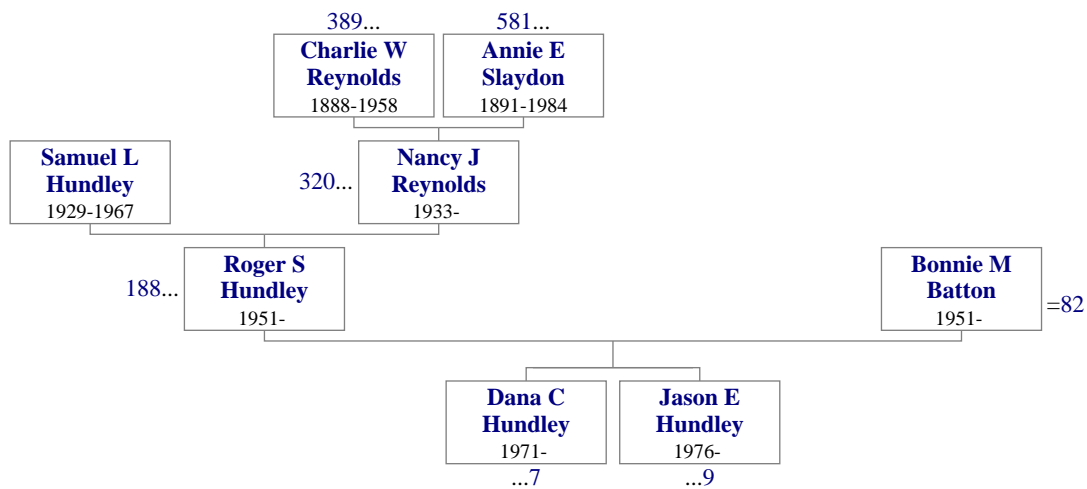 389...
581...
Charlie W
Reynolds
1888-1958
Annie E
Slaydon
1891-1984
Samuel L
Hundley
1929-1967
320...
Nancy J
Reynolds
1933-
188...
Roger S
Hundley
1951-
Bonnie M
Batton
1951-
=82
Dana C
Hundley
1971-
...7
Jason E
Hundley
1976-
...9